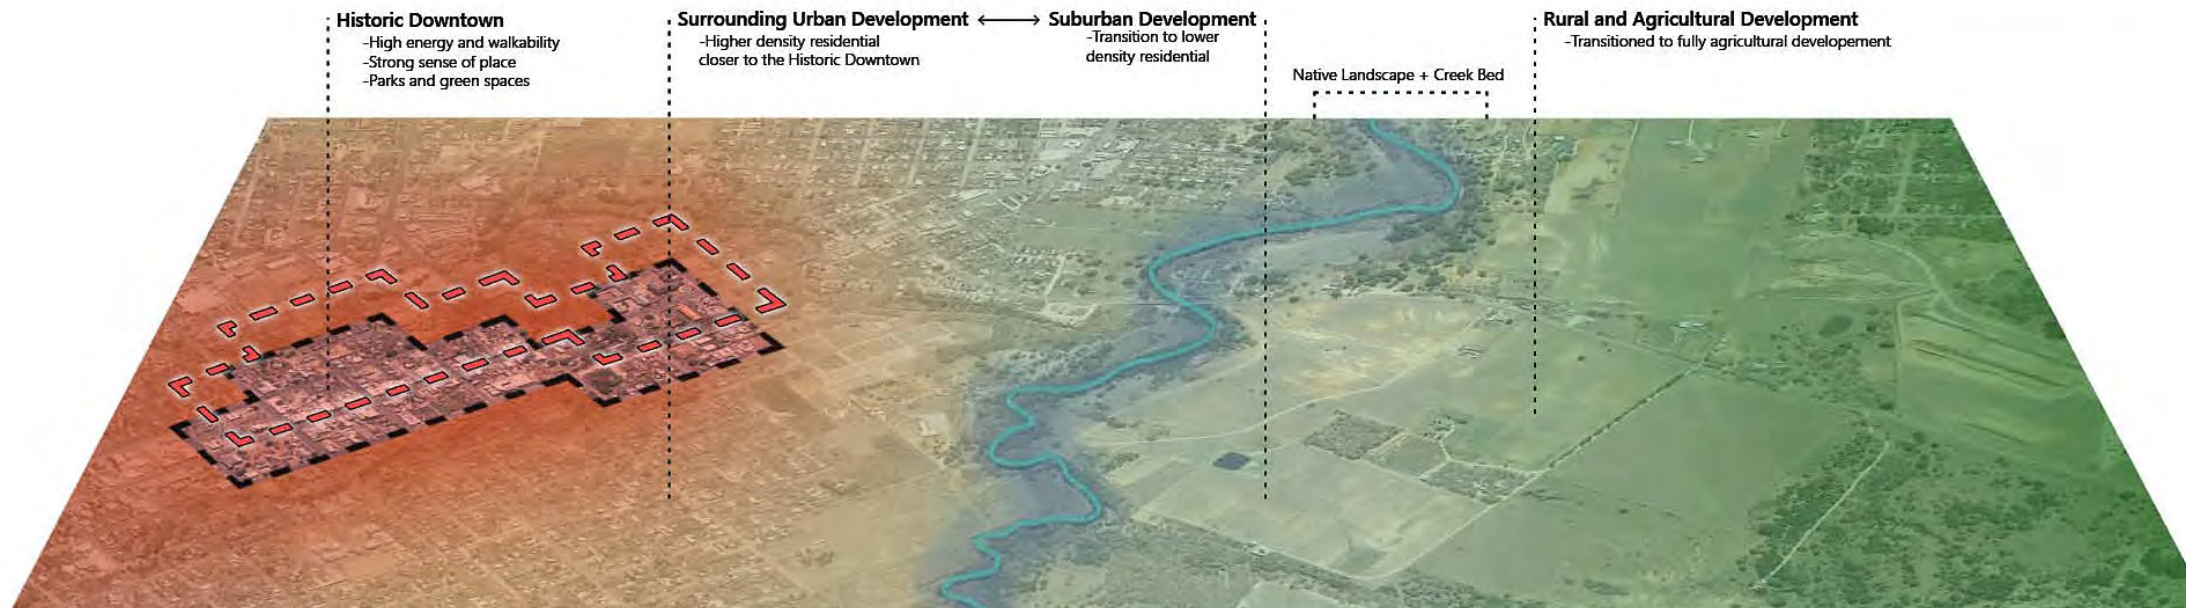 Historic Downtown
-High energy and walkability
-Strong sense of place
-Parks and green spaces
Surrounding Urban Development
-Higher density residential
closer to the Historic Downtown
Suburban Development
-Transition to lower
density residential
Native Landscape + Creek Bed
Rural and Agricultural Development
-Transitioned to fully agricultural developement